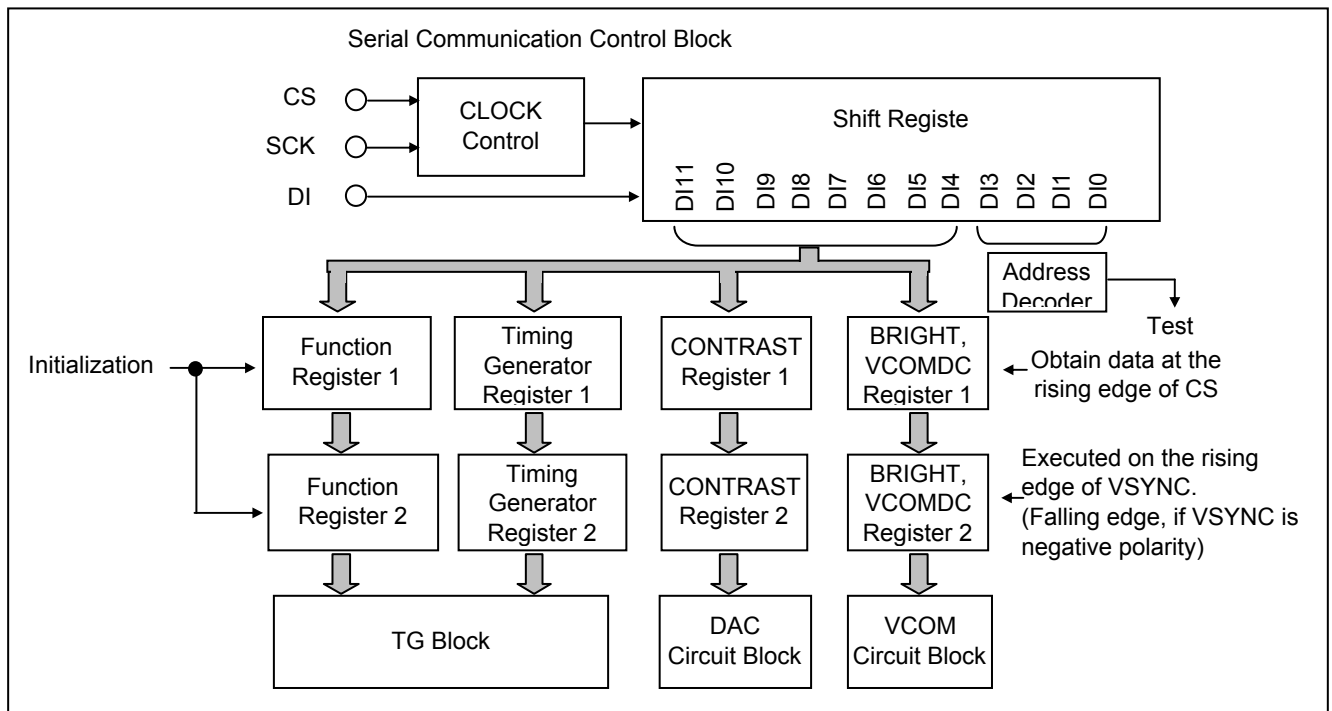 Serial Communication Control Block
CS
SCK
DI
CLOCK
Control
Shift Registe
DI11
DI10
DI9
DI8
DI7
DI6
DI5
DI4
DI3
DI2
DI1
DI0
Address
Decoder
Test
Initialization
Function
Register 1
Timing
Generator
Register 1
CONTRAST
Register 1
BRIGHT,
VCOMDC
Register 1
Obtain data at the
rising edge of CS
Function
Register 2
Timing
Generator
Register 2
CONTRAST
Register 2
BRIGHT,
VCOMDC
Register 2
Executed on the rising
edge of VSYNC.
(Falling edge, if VSYNC is
negative polarity)
TG Block
DAC
Circuit Block
VCOM
Circuit Block